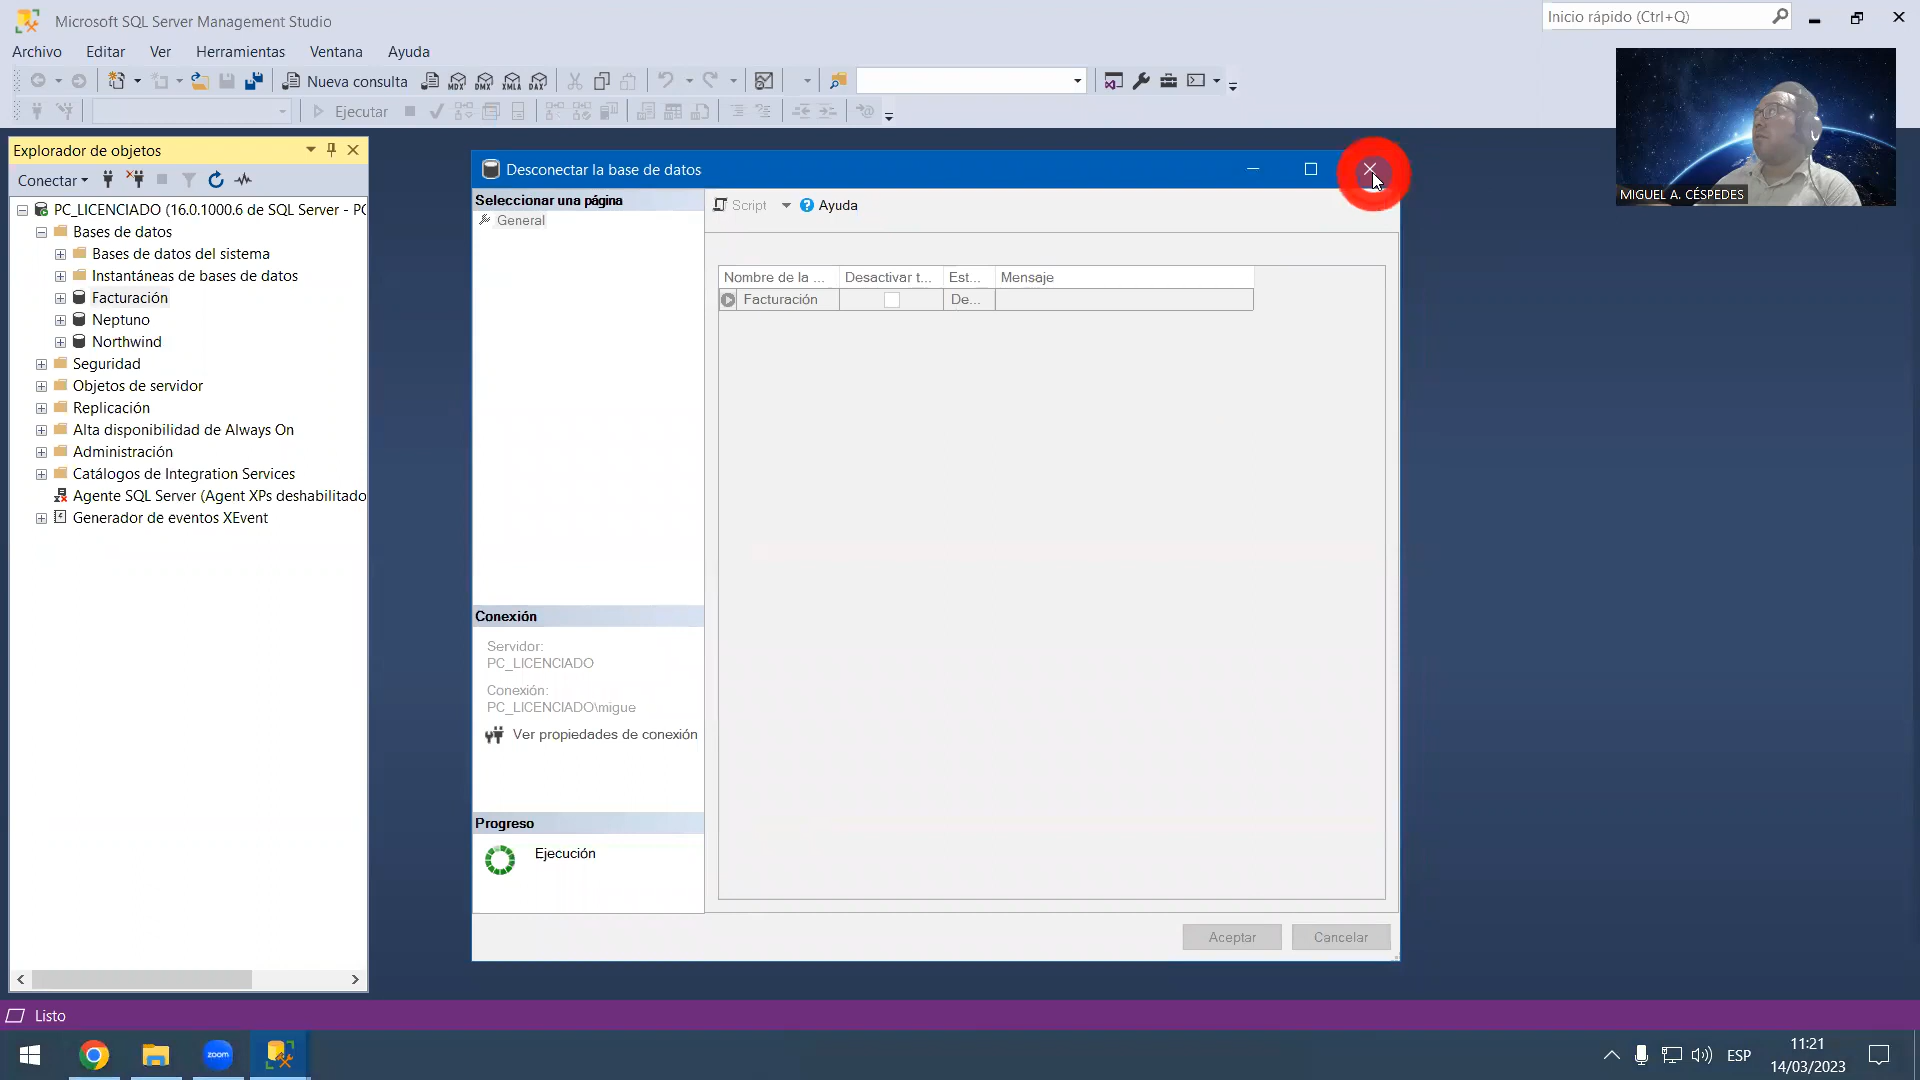 Microsoft SQL Server Management Studio
Inicio rápido (Ctrl+Q)
Archivo Editar Ver Herramientas Ventana Ayuda
Nueva consulta MDX DMX XMLA DAX
Ejecutar
MIGUEL A. CÉSPEDES
Explorador de objetos
Conectar
PC_LICENCIADO (16.0.1000.6 de SQL Server - PC
Bases de datos
Bases de datos del sistema
Instantáneas de bases de datos
Facturación
Neptuno
Northwind
Seguridad
Objetos de servidor
Replicación
Alta disponibilidad de Always On
Administración
Catálogos de Integration Services
Agente SQL Server (Agent XPs deshabilitado
Generador de eventos XEvent
Desconectar la base de datos
Seleccionar una página
General
Script Ayuda
Nombre de la ... Desactivar t... Est... Mensaje
Facturación De...
Conexión
Servidor:
PC_LICENCIADO
Conexión:
PC_LICENCIADO\migue
Ver propiedades de conexión
Progreso
Ejecución
Aceptar Cancelar
Listo
zoom
ESP
11:21
14/03/2023